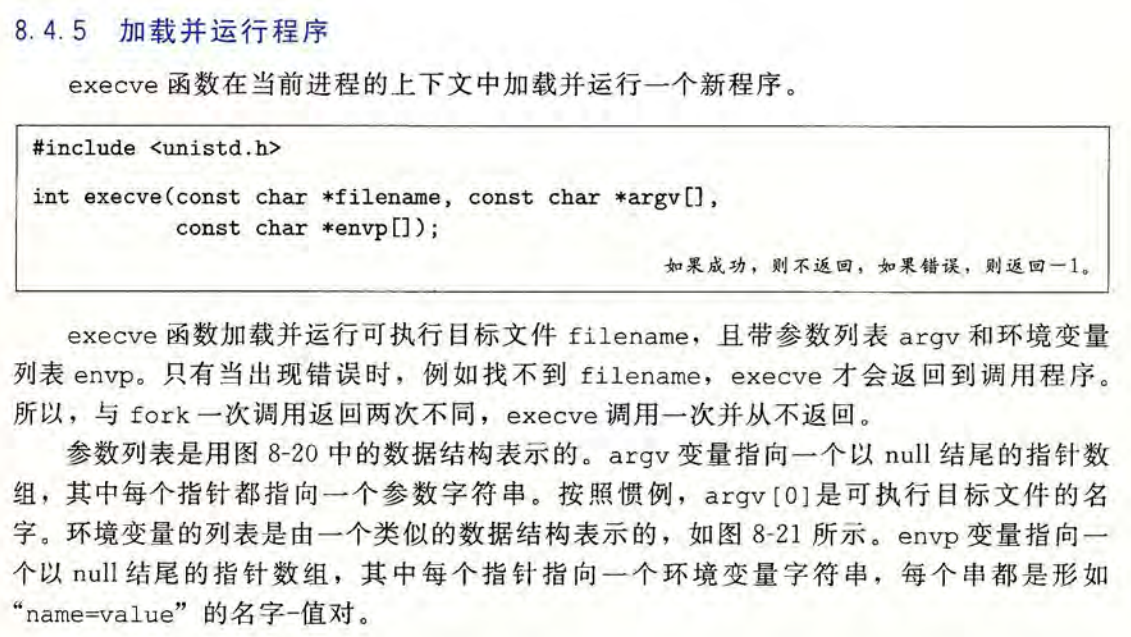 8.4.5 加载并运行程序
execve 函数在当前进程的上下文中加载并运行一个新程序。
#include <unistd.h>
int execve(const char *filename, const char *argv[],
const char *envp[]);
如果成功，则不返回，如果错误，则返回－1。
execve 函数加载并运行可执行目标文件 filename，且带参数列表 argv 和环境变量
列表 envp。只有当出现错误时，例如找不到 filename，execve 才会返回到调用程序。
所以，与 fork 一次调用返回两次不同，execve 调用一次并从不返回。
参数列表是用图 8-20 中的数据结构表示的。argv 变量指向一个以 null 结尾的指针数
组，其中每个指针都指向一个参数字符串。按照惯例，argv[0]是可执行目标文件的名
字。环境变量的列表是由一个类似的数据结构表示的，如图 8-21 所示。envp 变量指向一
个以 null 结尾的指针数组，其中每个指针指向一个环境变量字符串，每个串都是形如
“name=value”的名字-值对。